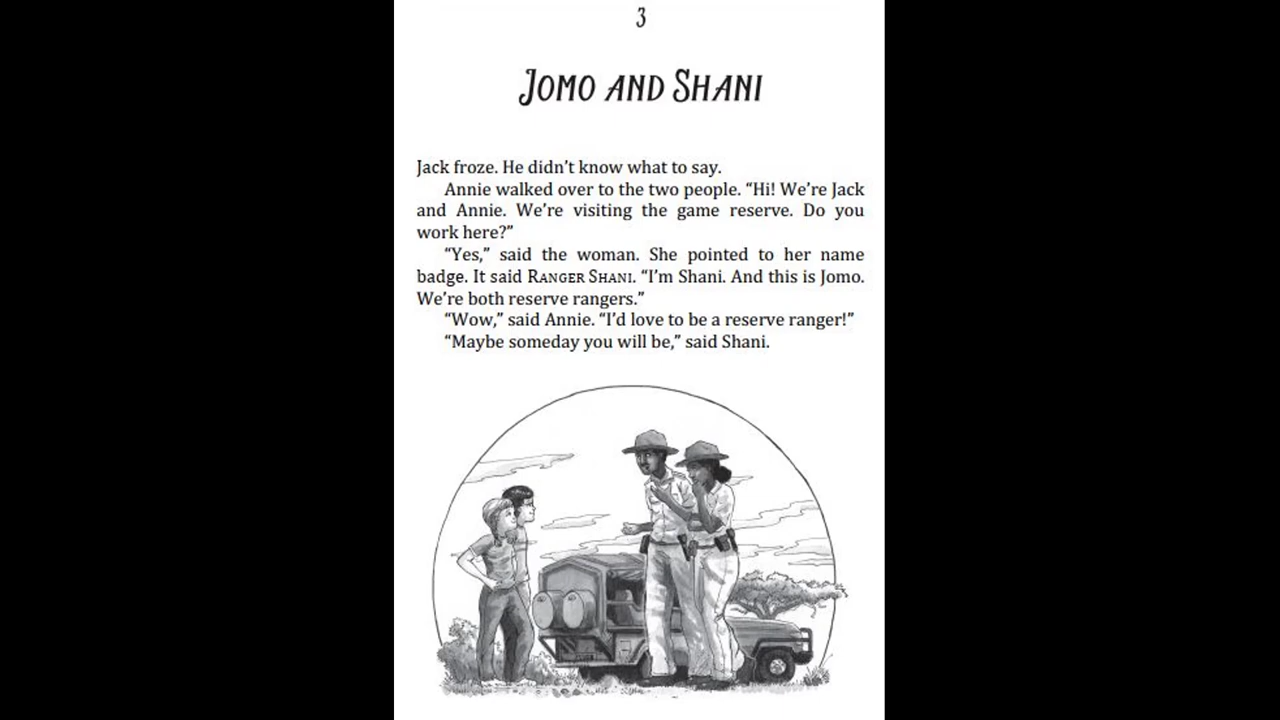 3
JOMO AND SHANI
Jack froze. He didn’t know what to say.
Annie walked over to the two people. “Hi! We’re Jack
and Annie. We’re visiting the game reserve. Do you
work here?”
“Yes,” said the woman. She pointed to her name
badge. It said RANGER SHANI. “I’m Shani. And this is Jomo.
We’re both reserve rangers.”
“Wow,” said Annie. “I’d love to be a reserve ranger!”
“Maybe someday you will be,” said Shani.